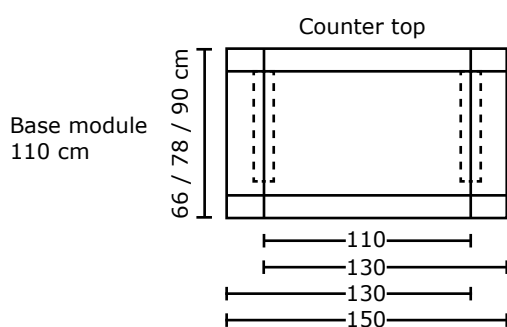 Counter top
Base module
110 cm
66 / 78 / 90 cm
110
130
130
150